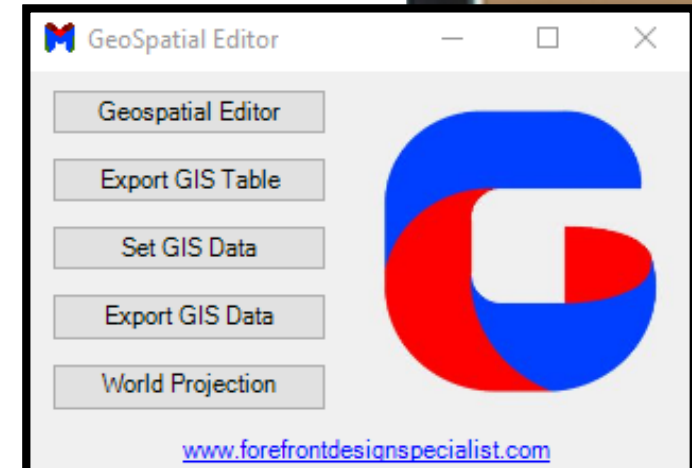 GeoSpatial Editor
Geospatial Editor
Export GIS Table
Set GIS Data
Export GIS Data
World Projection
www.forefrontdesignspecialist.com